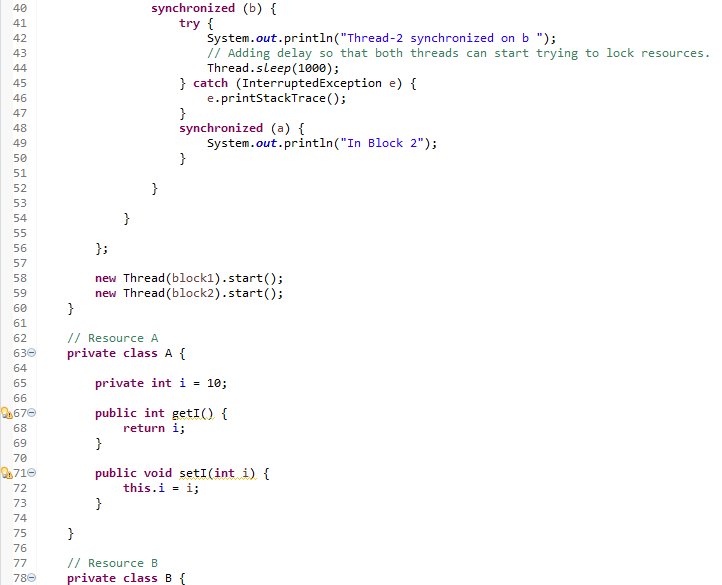 40 synchronized (b) {
41 try {
42 System.out.println("Thread-2 synchronized on b ");
43 // Adding delay so that both threads can start trying to lock resources.
44 Thread.sleep(1000);
45 } catch (InterruptedException e) {
46 e.printStackTrace();
47 }
48 synchronized (a) {
49 System.out.println("In Block 2");
50 }
51
52 }
53
54 }
55
56 };
57
58 new Thread(block1).start();
59 new Thread(block2).start();
60 }
61
62 // Resource A
63 private class A {
64
65 private int i = 10;
66
67 public int getI() {
68 return i;
69 }
70
71 public void setI(int i) {
72 this.i = i;
73 }
74
75 }
76
77 // Resource B
78 private class B {